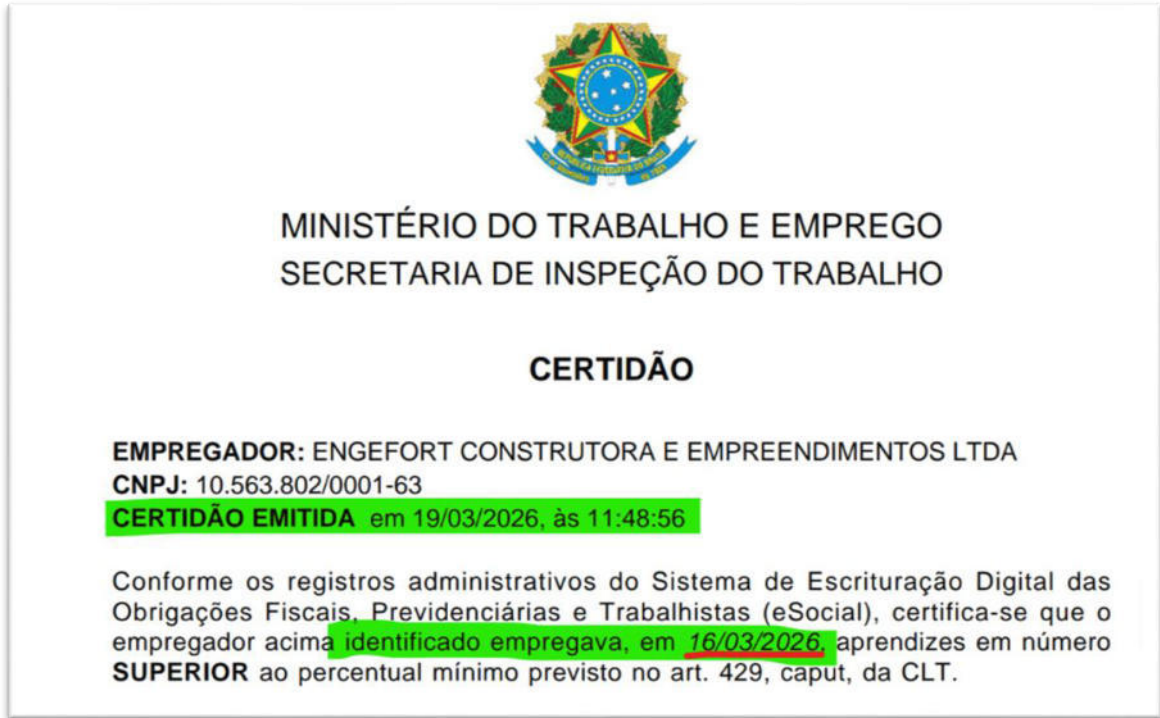 MINISTÉRIO DO TRABALHO E EMPREGO
SECRETARIA DE INSPEÇÃO DO TRABALHO
CERTIDÃO
EMPREGADOR: ENGEFORT CONSTRUTORA E EMPREENDIMENTOS LTDA
CNPJ: 10.563.802/0001-63
CERTIDÃO EMITIDA em 19/03/2026, às 11:48:56
Conforme os registros administrativos do Sistema de Escrituração Digital das
Obrigações Fiscais, Previdenciárias e Trabalhistas (eSocial), certifica-se que o
empregador acima identificado empregava, em 16/03/2026, aprendizes em número
SUPERIOR ao percentual mínimo previsto no art. 429, caput, da CLT.